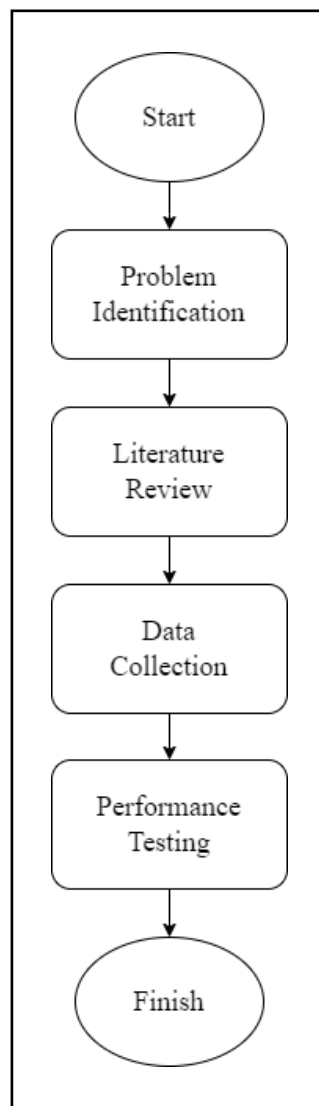 Start
Problem
Identification
Literature
Review
Data
Collection
Performance
Testing
Finish